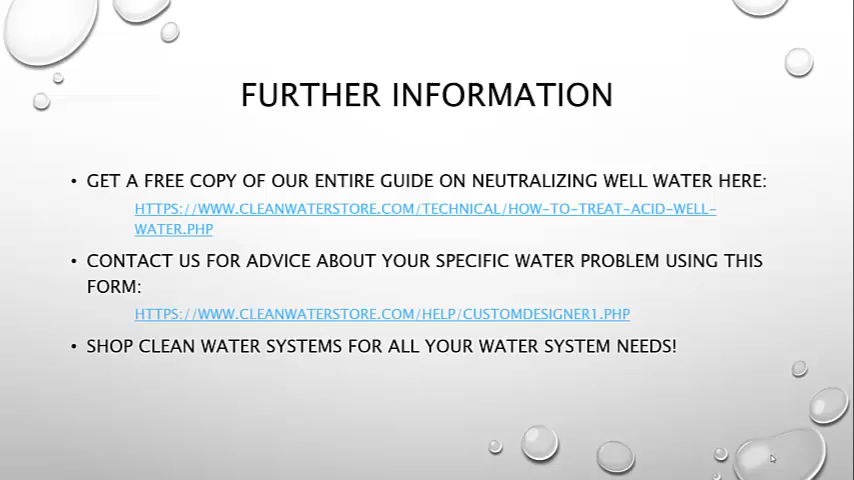 FURTHER INFORMATION
• GET A FREE COPY OF OUR ENTIRE GUIDE ON NEUTRALIZING WELL WATER HERE:
HTTPS://WWW.CLEANWATERSTORE.COM/TECHNICAL/HOW-TO-TREAT-ACID-WELL-
WATER.PHP
• CONTACT US FOR ADVICE ABOUT YOUR SPECIFIC WATER PROBLEM USING THIS
FORM:
HTTPS://WWW.CLEANWATERSTORE.COM/HELP/CUSTOMDESIGNER1.PHP
• SHOP CLEAN WATER SYSTEMS FOR ALL YOUR WATER SYSTEM NEEDS!